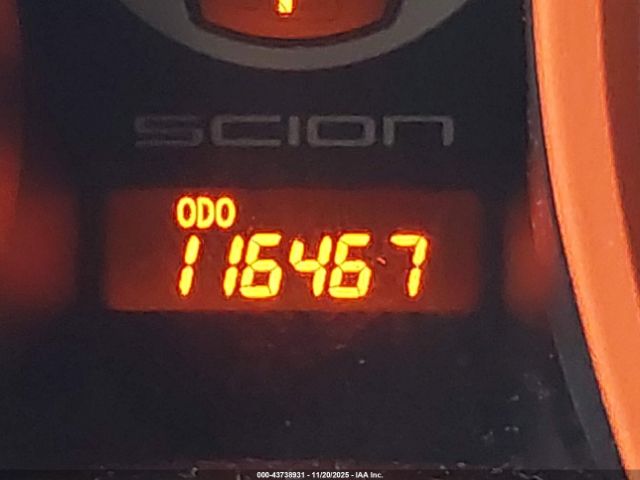 SCION
ODO
116467
000-43738931 - 11/20/2025 - IAA Inc.